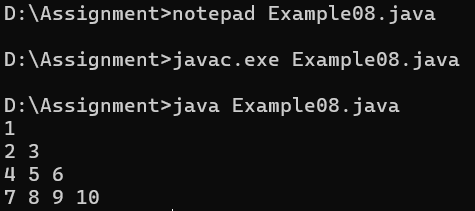 D:\Assignment>notepad Example08.java
D:\Assignment>javac.exe Example08.java
D:\Assignment>java Example08.java
1
2 3
4 5 6
7 8 9 10